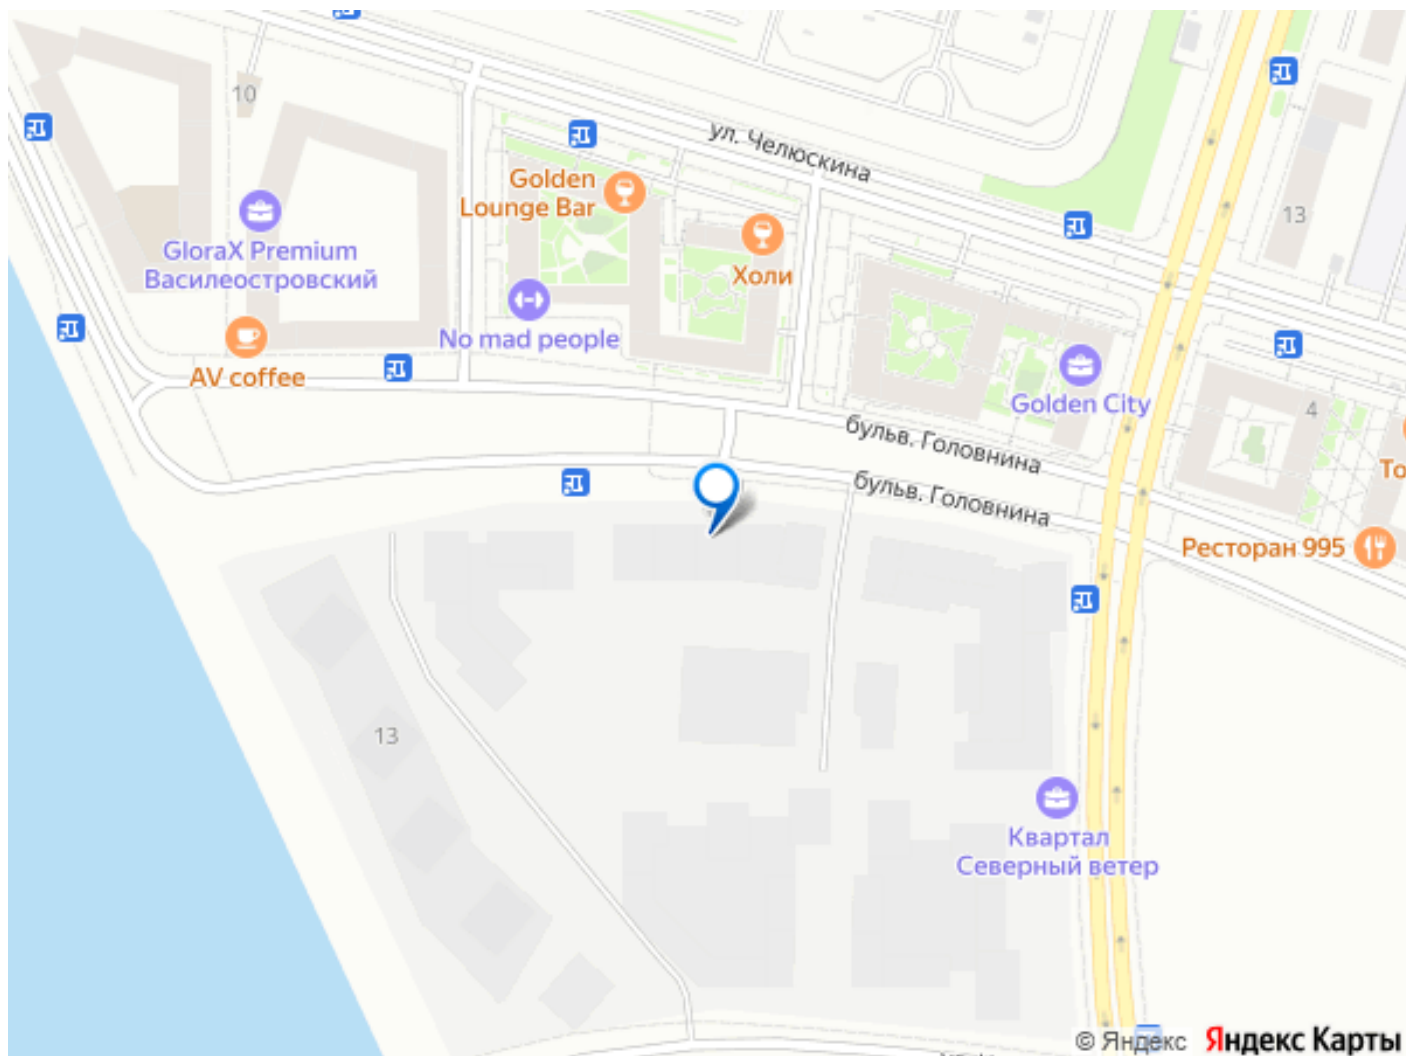 10
ул. Челюскина
Golden
Lounge Bar
13
GloraX Premium
Василеостровский
Холи
No mad people
AV coffee
Golden City
4
бульв. Головнина
То
бульв. Головнина
Ресторан 995
13
Квартал
Северный ветер
© Яндекс Яндекс Карты